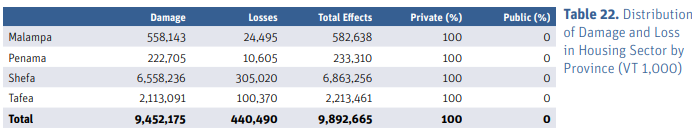 Damage Losses Total Effects Private (%) Public (%)
Malampa 558,143 24,495 582,638 100 0
Penama 222,705 10,605 233,310 100 0
Shefa 6,558,236 305,020 6,863,256 100 0
Tafea 2,113,091 100,370 2,213,461 100 0
Total 9,452,175 440,490 9,892,665 100 0
Table 22. Distribution
of Damage and Loss
in Housing Sector by
Province (VT 1,000)